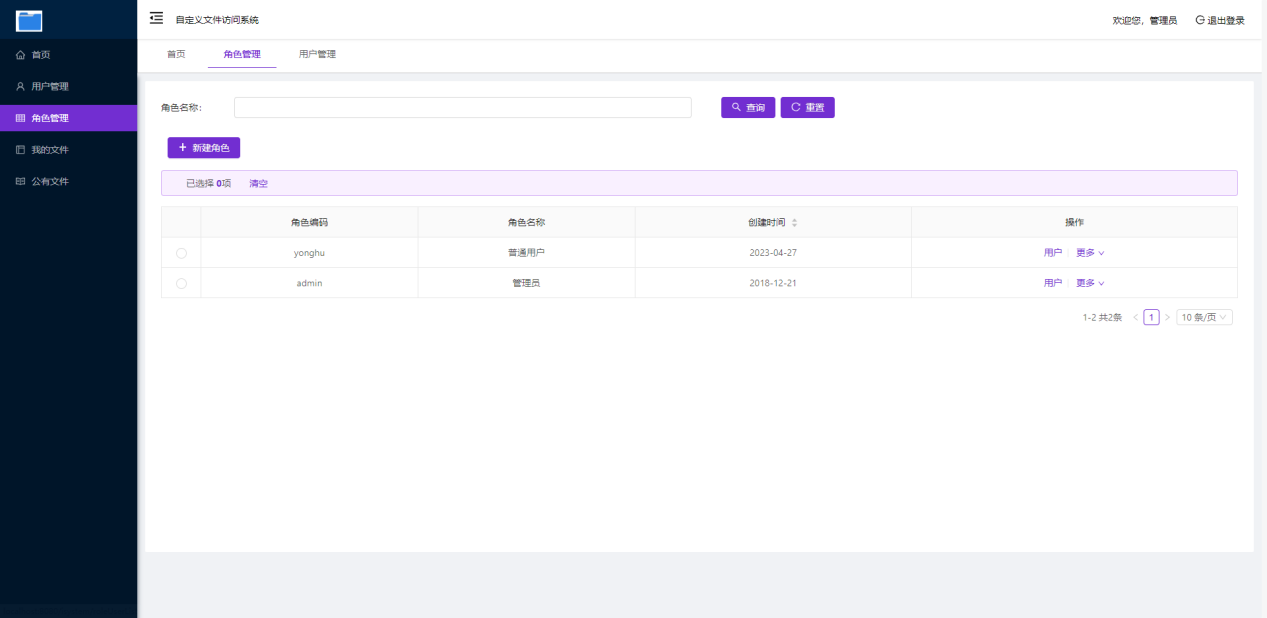 自定义文件访问系统
欢迎您，管理员 退出登录
首页 角色管理 用户管理
首页
用户管理
角色管理
我的文件
公有文件
角色名称:
查询 重置
+ 新建角色
已选择 0项 清空
角色编码 角色名称 创建时间 操作
yonghu 普通用户 2023-04-27 用户 更多
admin 管理员 2018-12-21 用户 更多
1-2 共2条 < 1 > 10 条/页